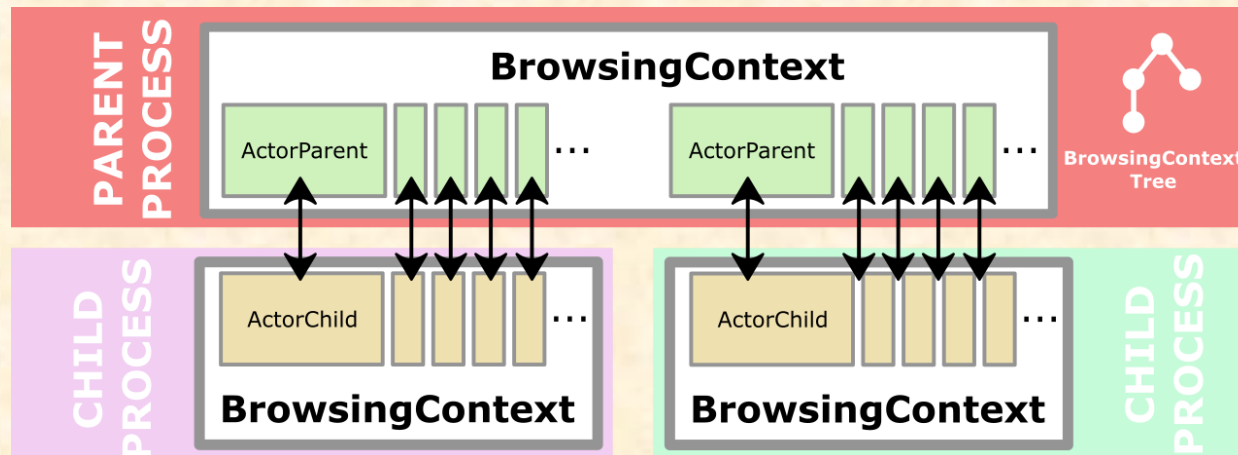 PARENT
PROCESS
BrowsingContext
ActorParent
...
ActorParent
...
BrowsingContext
Tree
CHILD
PROCESS
ActorChild
...
BrowsingContext
ActorChild
...
BrowsingContext
CHILD
PROCESS